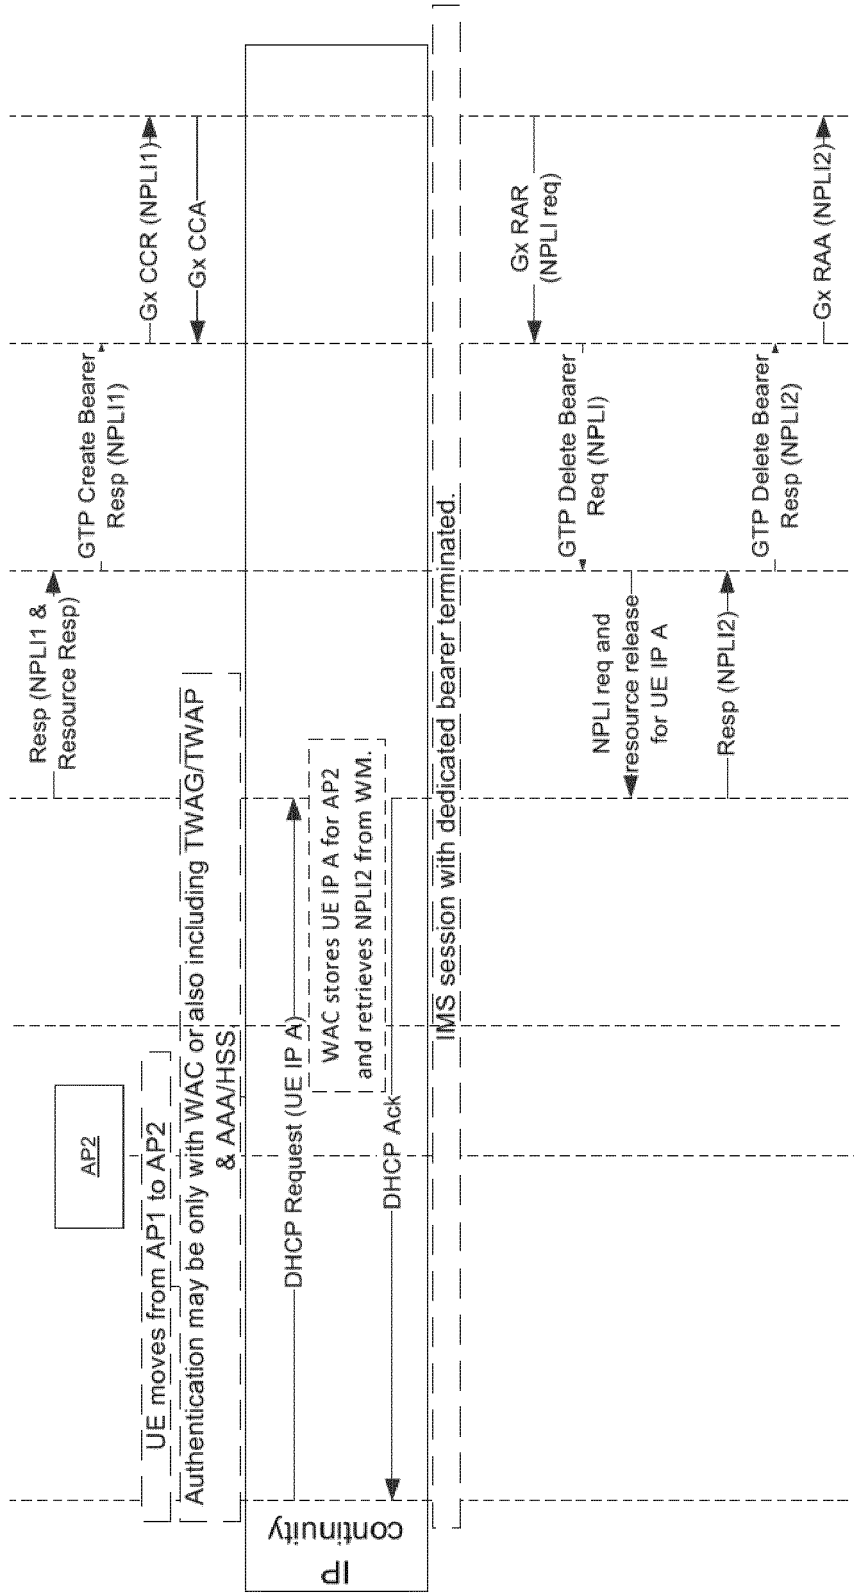 Resp (NPLI1 &
Resource Resp)
GTP Create Bearer
Resp (NPLI1)
Gx CCR (NPLI1)
Gx CCA
AP2
UE moves from AP1 to AP2
Authentication may be only with WAC or also including TWAG/TWAP
& AAA/HSS
IP
continuity
DHCP Request (UE IP A)
WAC stores UE IP A for AP2
and retrieves NPLI2 from WM.
DHCP Ack
IMS session with dedicated bearer terminated.
Gx RAR
(NPLI req)
GTP Delete Bearer
Req (NPLI)
NPLI req and
resource release
for UE IP A
Resp (NPLI2)
GTP Delete Bearer
Resp (NPLI2)
Gx RAA (NPLI2)